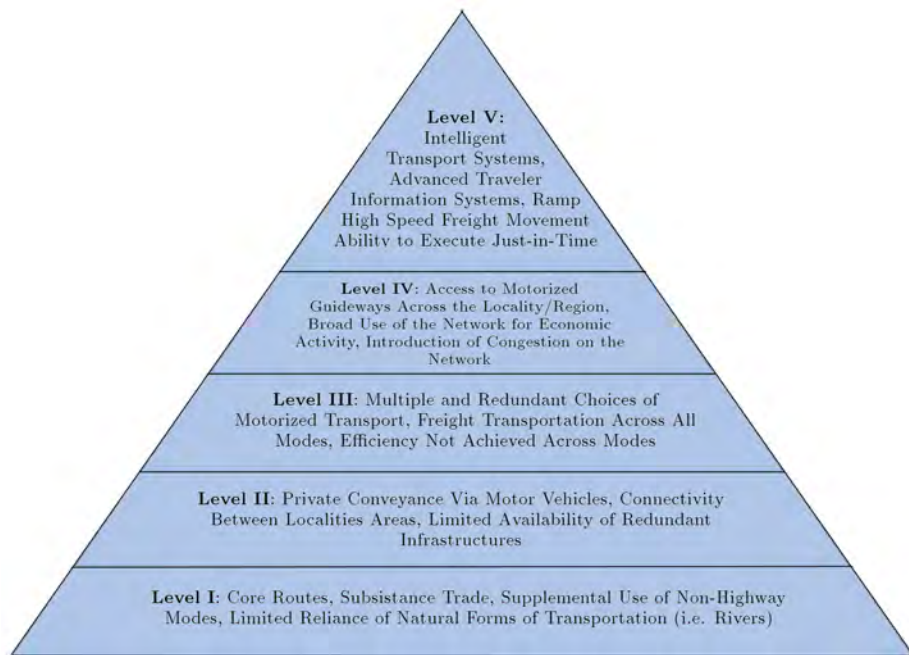 Level V:
Intelligent
Transport Systems,
Advanced Traveler
Information Systems, Ramp
High Speed Freight Movement
Ability to Execute Just-in-Time
Level IV: Access to Motorized
Guideways Across the Locality/Region,
Broad Use of the Network for Economic
Activity, Introduction of Congestion on the
Network
Level III: Multiple and Redundant Choices of
Motorized Transport, Freight Transportation Across All
Modes, Efficiency Not Achieved Across Modes
Level II: Private Conveyance Via Motor Vehicles, Connectivity
Between Localities Areas, Limited Availability of Redundant
Infrastructures
Level I: Core Routes, Subsistance Trade, Supplemental Use of Non-Highway
Modes, Limited Reliance of Natural Forms of Transportation (i.e. Rivers)